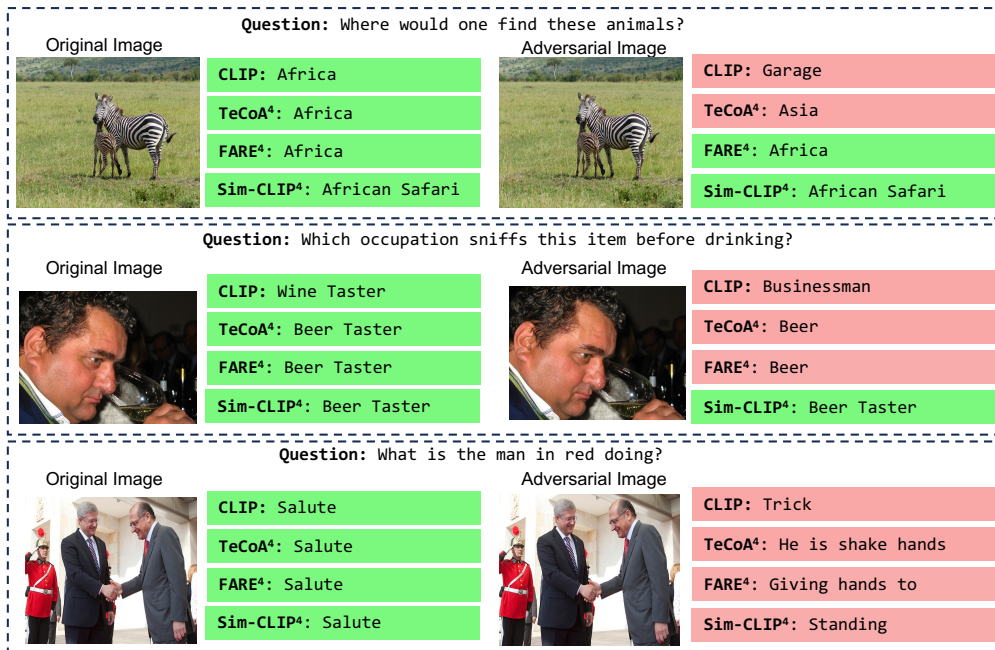 Question: Where would one find these animals?
Original Image
CLIP: Africa
TeCoA⁴: Africa
FARE⁴: Africa
Sim-CLIP⁴: African Safari
Adversarial Image
CLIP: Garage
TeCoA⁴: Asia
FARE⁴: Africa
Sim-CLIP⁴: African Safari
Question: Which occupation sniffs this item before drinking?
Original Image
CLIP: Wine Taster
TeCoA⁴: Beer Taster
FARE⁴: Beer Taster
Sim-CLIP⁴: Beer Taster
Adversarial Image
CLIP: Businessman
TeCoA⁴: Beer
FARE⁴: Beer
Sim-CLIP⁴: Beer Taster
Question: What is the man in red doing?
Original Image
CLIP: Salute
TeCoA⁴: Salute
FARE⁴: Salute
Sim-CLIP⁴: Salute
Adversarial Image
CLIP: Trick
TeCoA⁴: He is shake hands
FARE⁴: Giving hands to
Sim-CLIP⁴: Standing